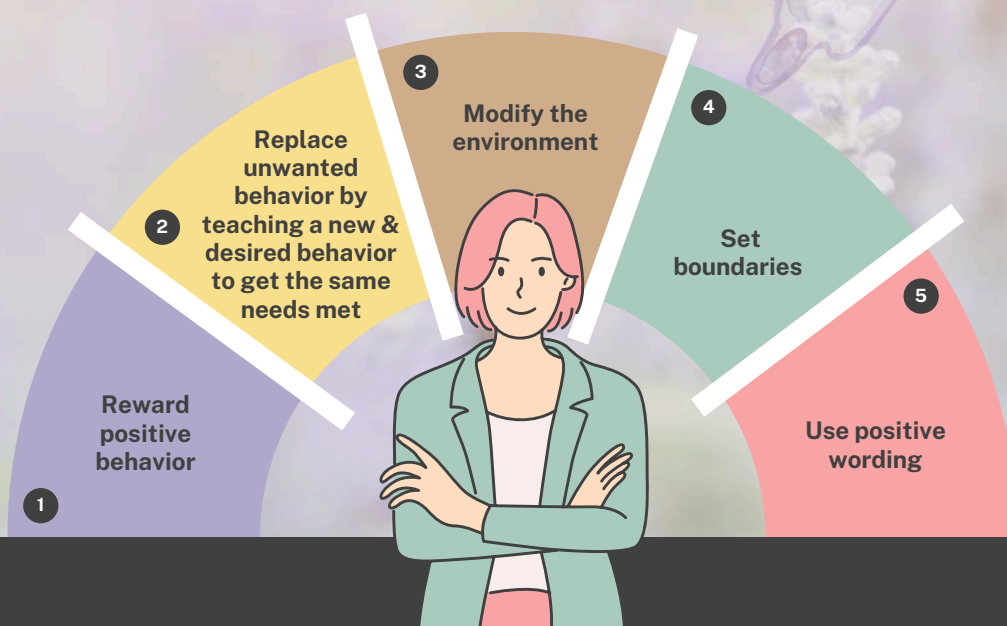 1
Reward
positive
behavior
2
Replace
unwanted
behavior by
teaching a new &
desired behavior
to get the same
needs met
3
Modify the
environment
4
Set
boundaries
5
Use positive
wording